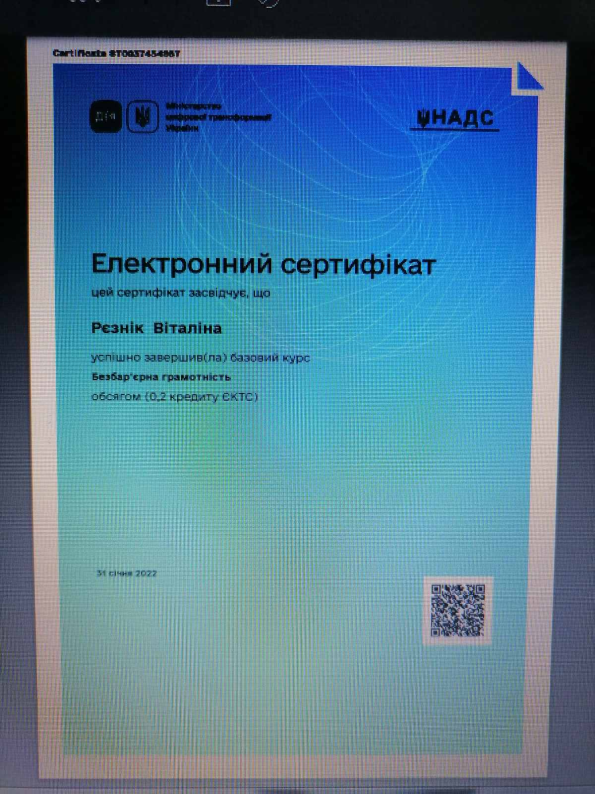 Certificate #T0037454867
Дія
Міністерство
цифрової трансформації
України
НАДС
Електронний сертифікат
цей сертифікат засвідчує, що
Рєзнік Віталіна
успішно завершив(ла) базовий курс
Безбар'єрна грамотність
обсягом (0,2 кредиту ЄКТС)
31 січня 2022